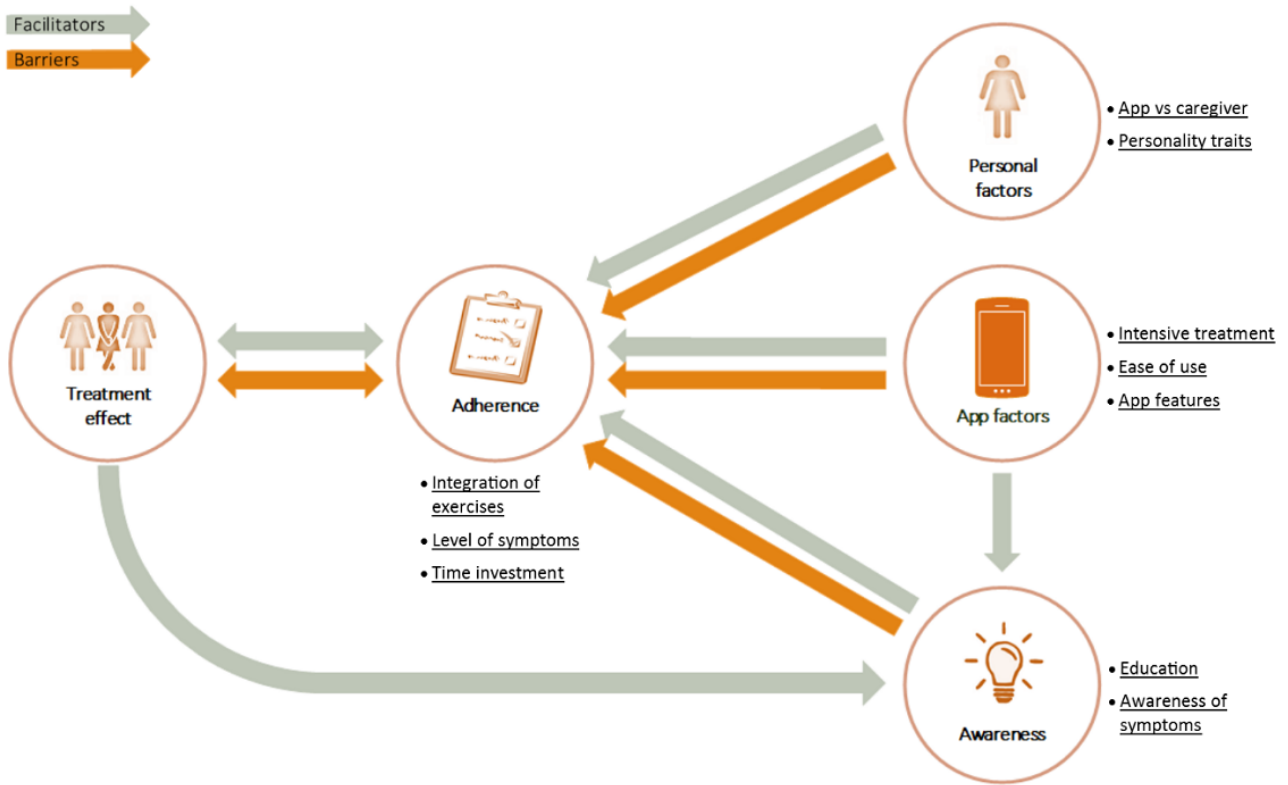 Facilitators
Barriers
Personal
factors
• App vs caregiver
• Personality traits
Treatment
effect
Adherence
• Integration of
exercises
• Level of symptoms
• Time investment
App factors
• Intensive treatment
• Ease of use
• App features
Awareness
• Education
• Awareness of
symptoms